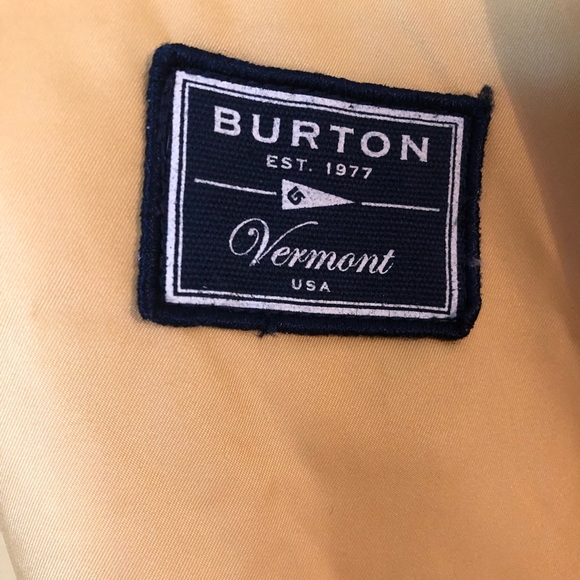 BURTON
EST. 1977
Vermont
USA